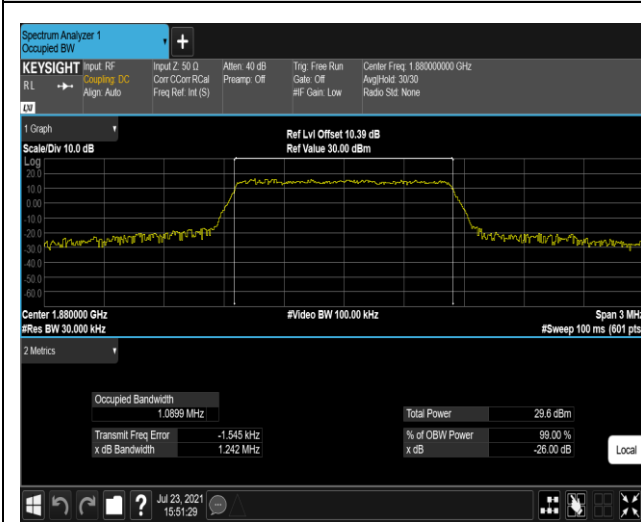 Spectrum Analyzer 1
Occupied BW
+
KEYSIGHT Input: RF Input Z: 50 Ω Atten: 40 dB Trig: Free Run Center Freq: 1.880000000 GHz
RL Coupling: DC Corr CCorr RCal Preamp: Off Gate: Off Avg|Hold: 30/30
Align: Auto Freq Ref: Int (S) #IF Gain: Low Radio Std: None
LXI
1 Graph
Ref Lvl Offset 10.39 dB
Scale/Div 10.0 dB Ref Value 30.00 dBm
Log
20.0
10.0
0.00
-10.0
-20.0
-30.0
-40.0
-50.0
-60.0
Center 1.880000 GHz #Video BW 100.00 kHz Span 3 MHz
#Res BW 30.000 kHz #Sweep 100 ms (601 pts
2 Metrics
Occupied Bandwidth
1.0899 MHz Total Power 29.6 dBm
Transmit Freq Error -1.545 kHz % of OBW Power 99.00 %
x dB Bandwidth 1.242 MHz x dB -26.00 dB
Local
? Jul 23, 2021
15:51:29